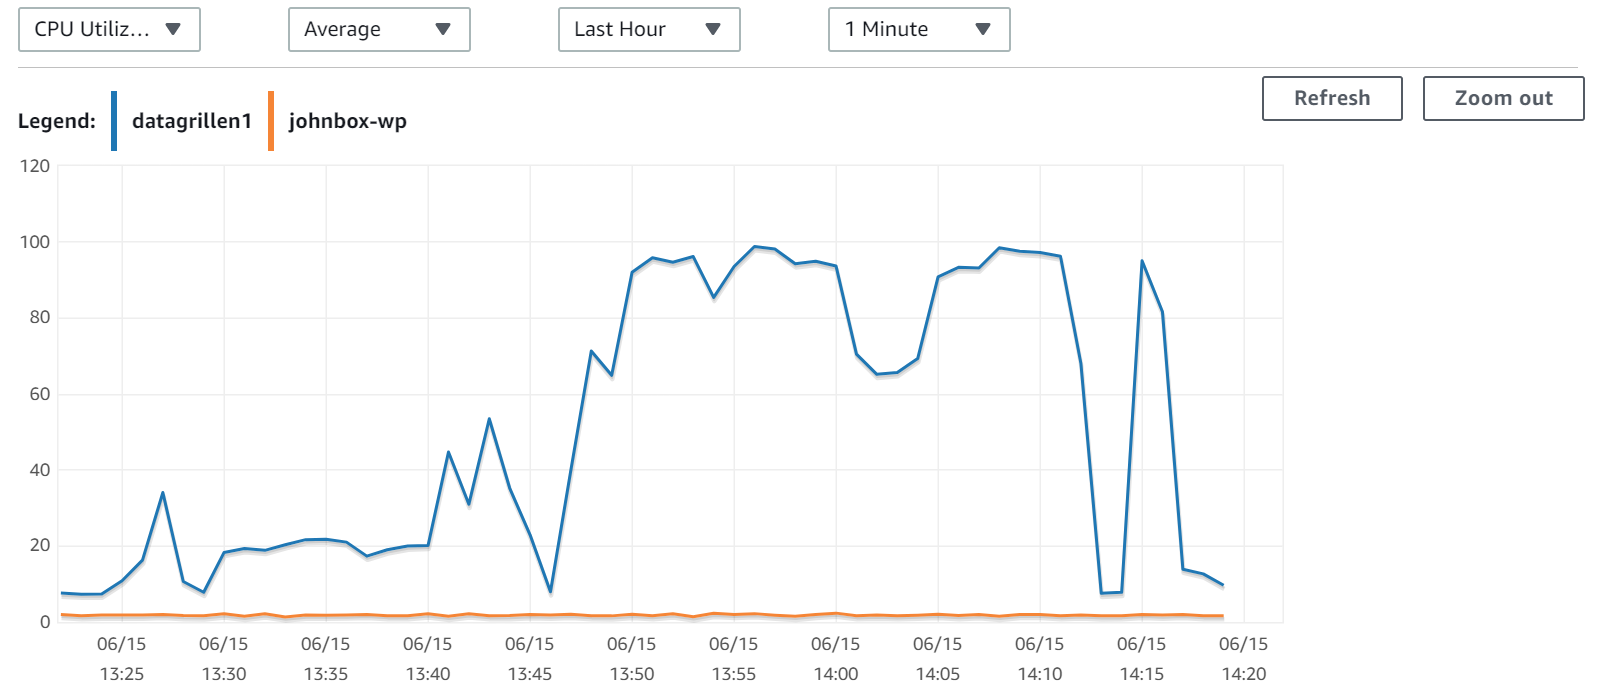 CPU Utiliz... Average Last Hour 1 Minute
Refresh Zoom out
Legend: datagrillen1 johnbox-wp
120
100
80
60
40
20
0
06/15 06/15 06/15 06/15 06/15 06/15 06/15 06/15 06/15 06/15 06/15 06/15
13:25 13:30 13:35 13:40 13:45 13:50 13:55 14:00 14:05 14:10 14:15 14:20